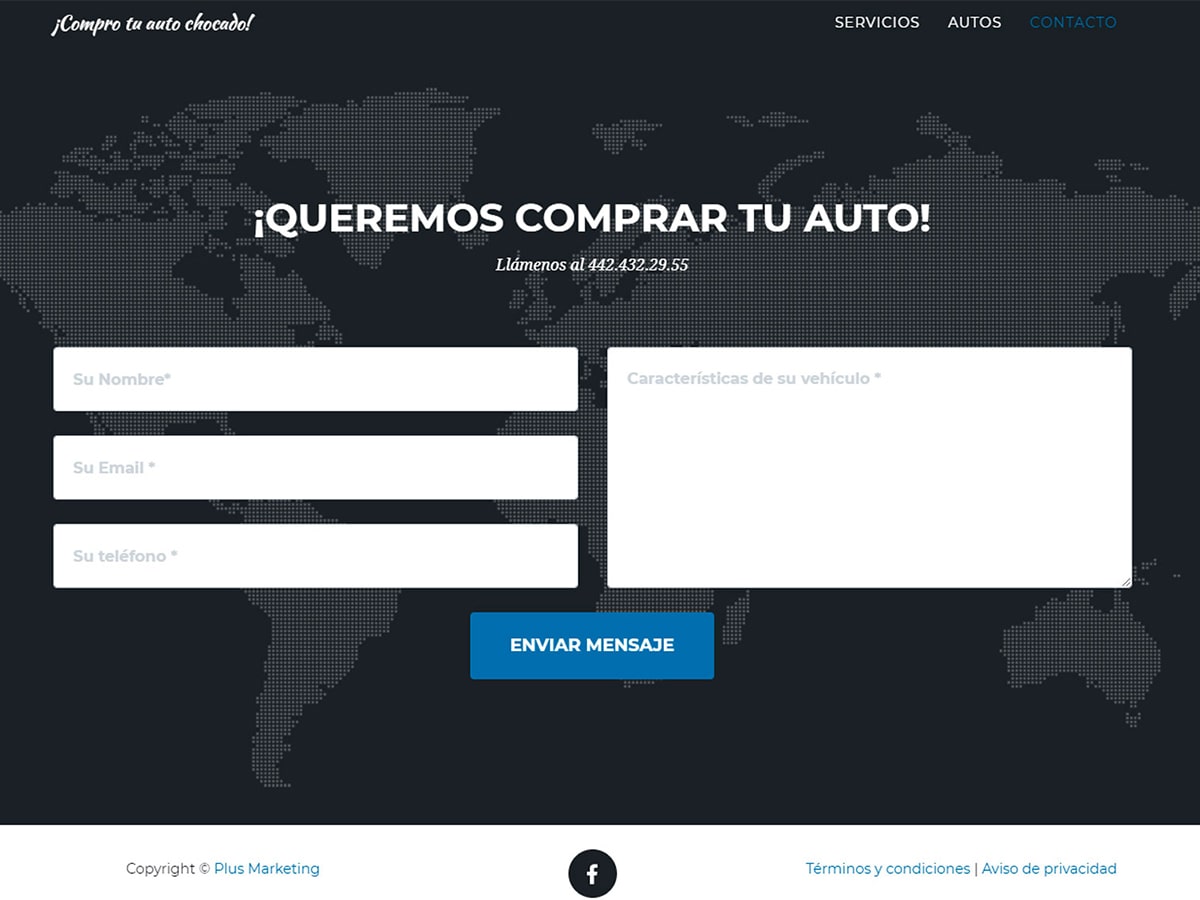 ¡Compro tu auto chocado!
SERVICIOS AUTOS CONTACTO
¡QUEREMOS COMPRAR TU AUTO!
Llámenos al 442.432.29.55
Su Nombre*
Su Email *
Su teléfono *
Características de su vehículo *
ENVIAR MENSAJE
Copyright © Plus Marketing
Términos y condiciones | Aviso de privacidad